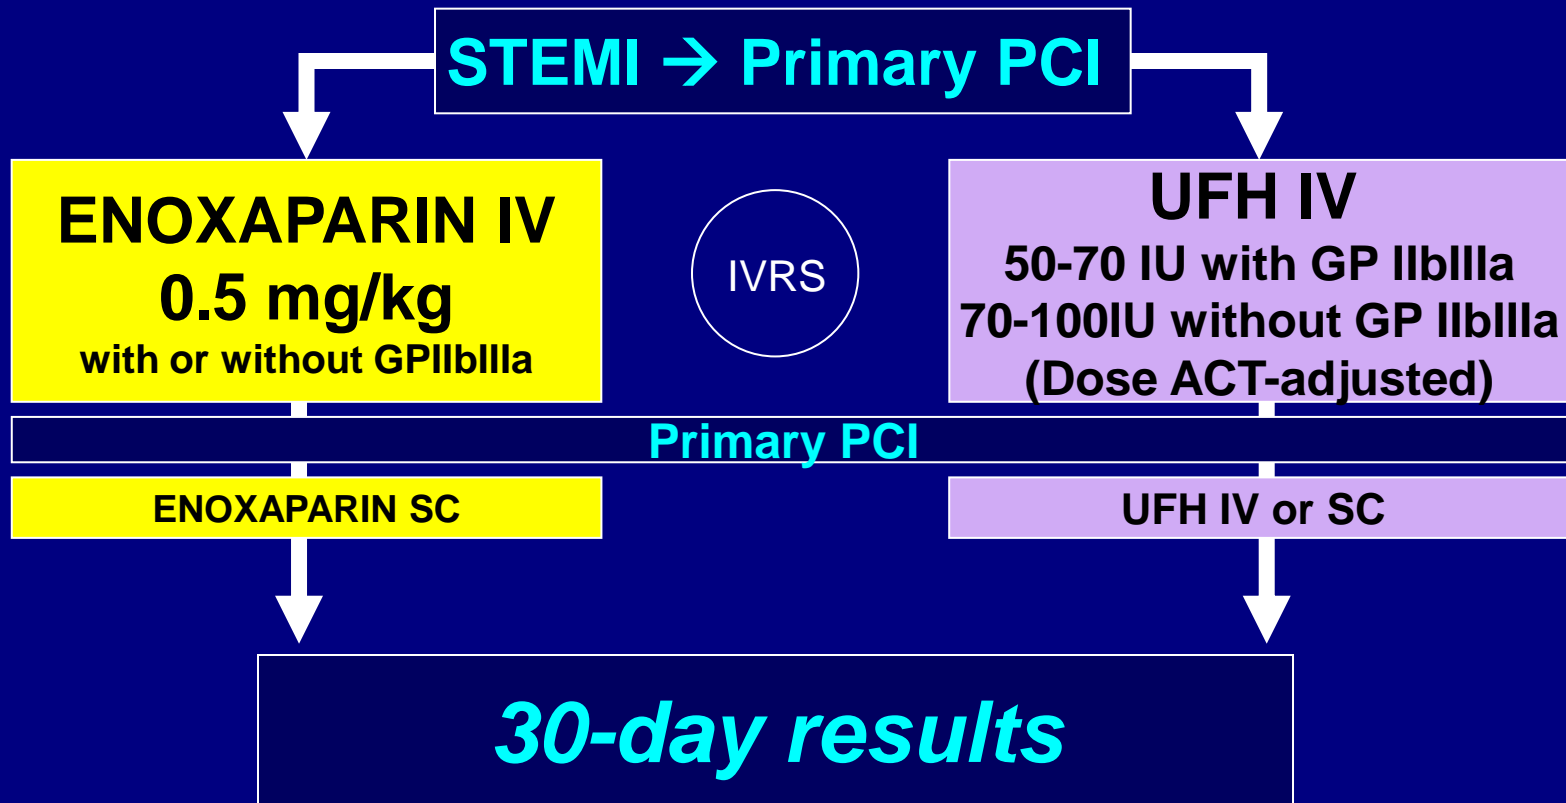 STEMI → Primary PCI
ENOXAPARIN IV
0.5 mg/kg
with or without GPIIbIIIa
IVRS
UFH IV
50-70 IU with GP IIbIIIa
70-100IU without GP IIbIIIa
(Dose ACT-adjusted)
Primary PCI
ENOXAPARIN SC
UFH IV or SC
30-day results